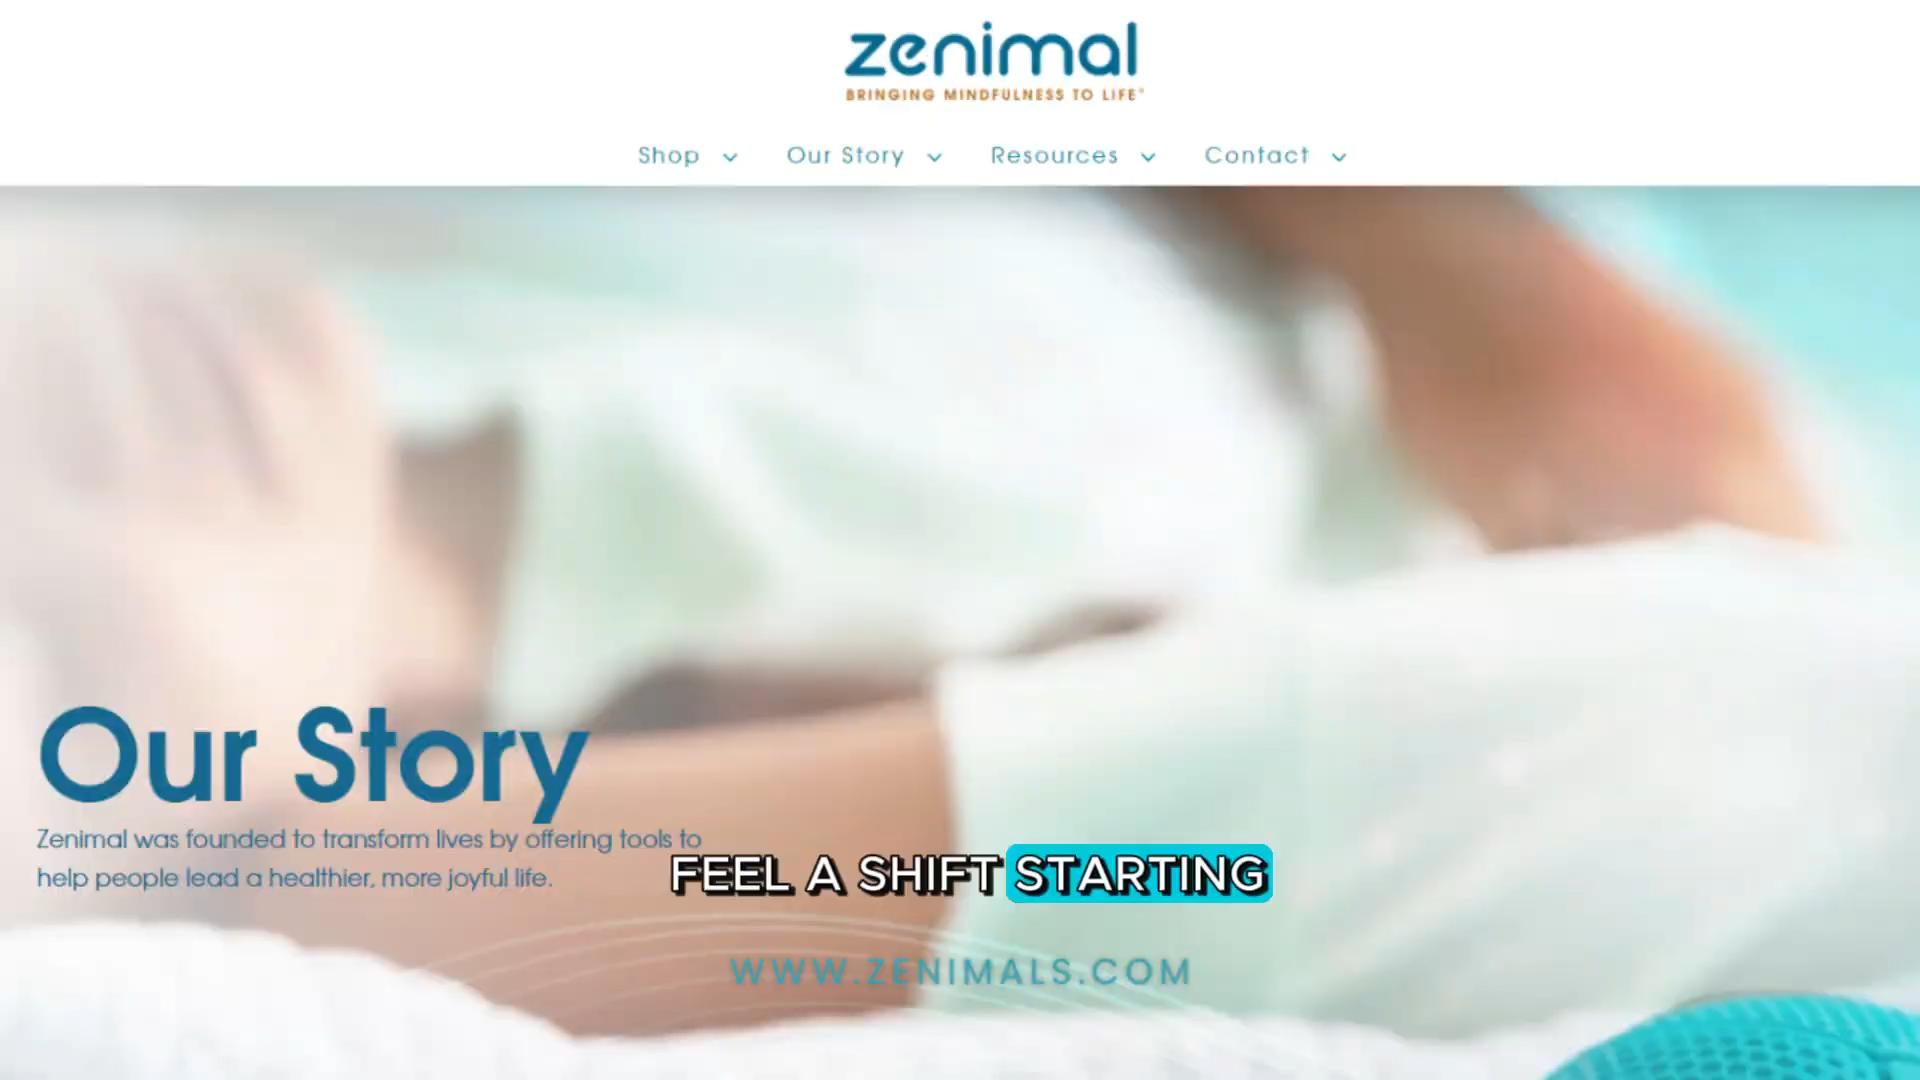 zenimal
BRINGING MINDFULNESS TO LIFE®
Shop Our Story Resources Contact
Our Story
Zenimal was founded to transform lives by offering tools to
help people lead a healthier, more joyful life.
FEEL A SHIFT STARTING
WWW.ZENIMALS.COM